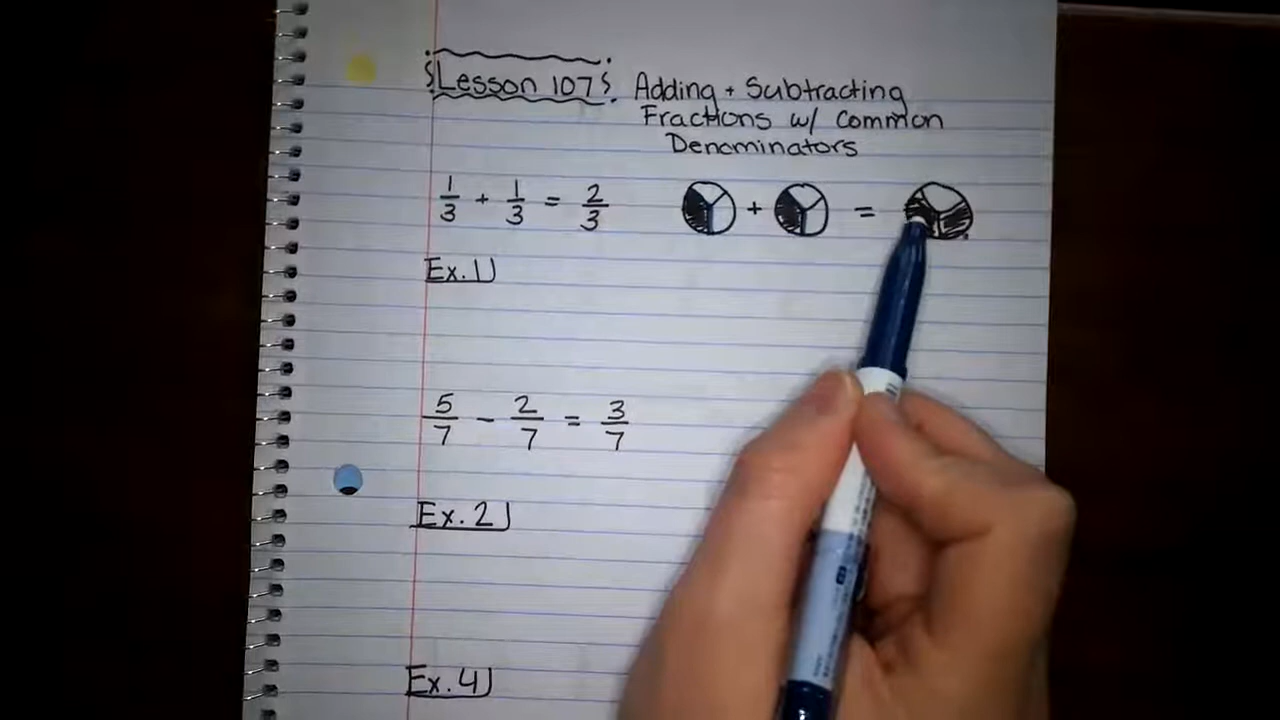 Lesson 107 Adding + Subtracting
Fractions w/ Common
Denominators
1/3 + 1/3 = 2/3 + =
Ex. 1
5/7 - 2/7 = 3/7
Ex. 2
Ex. 4